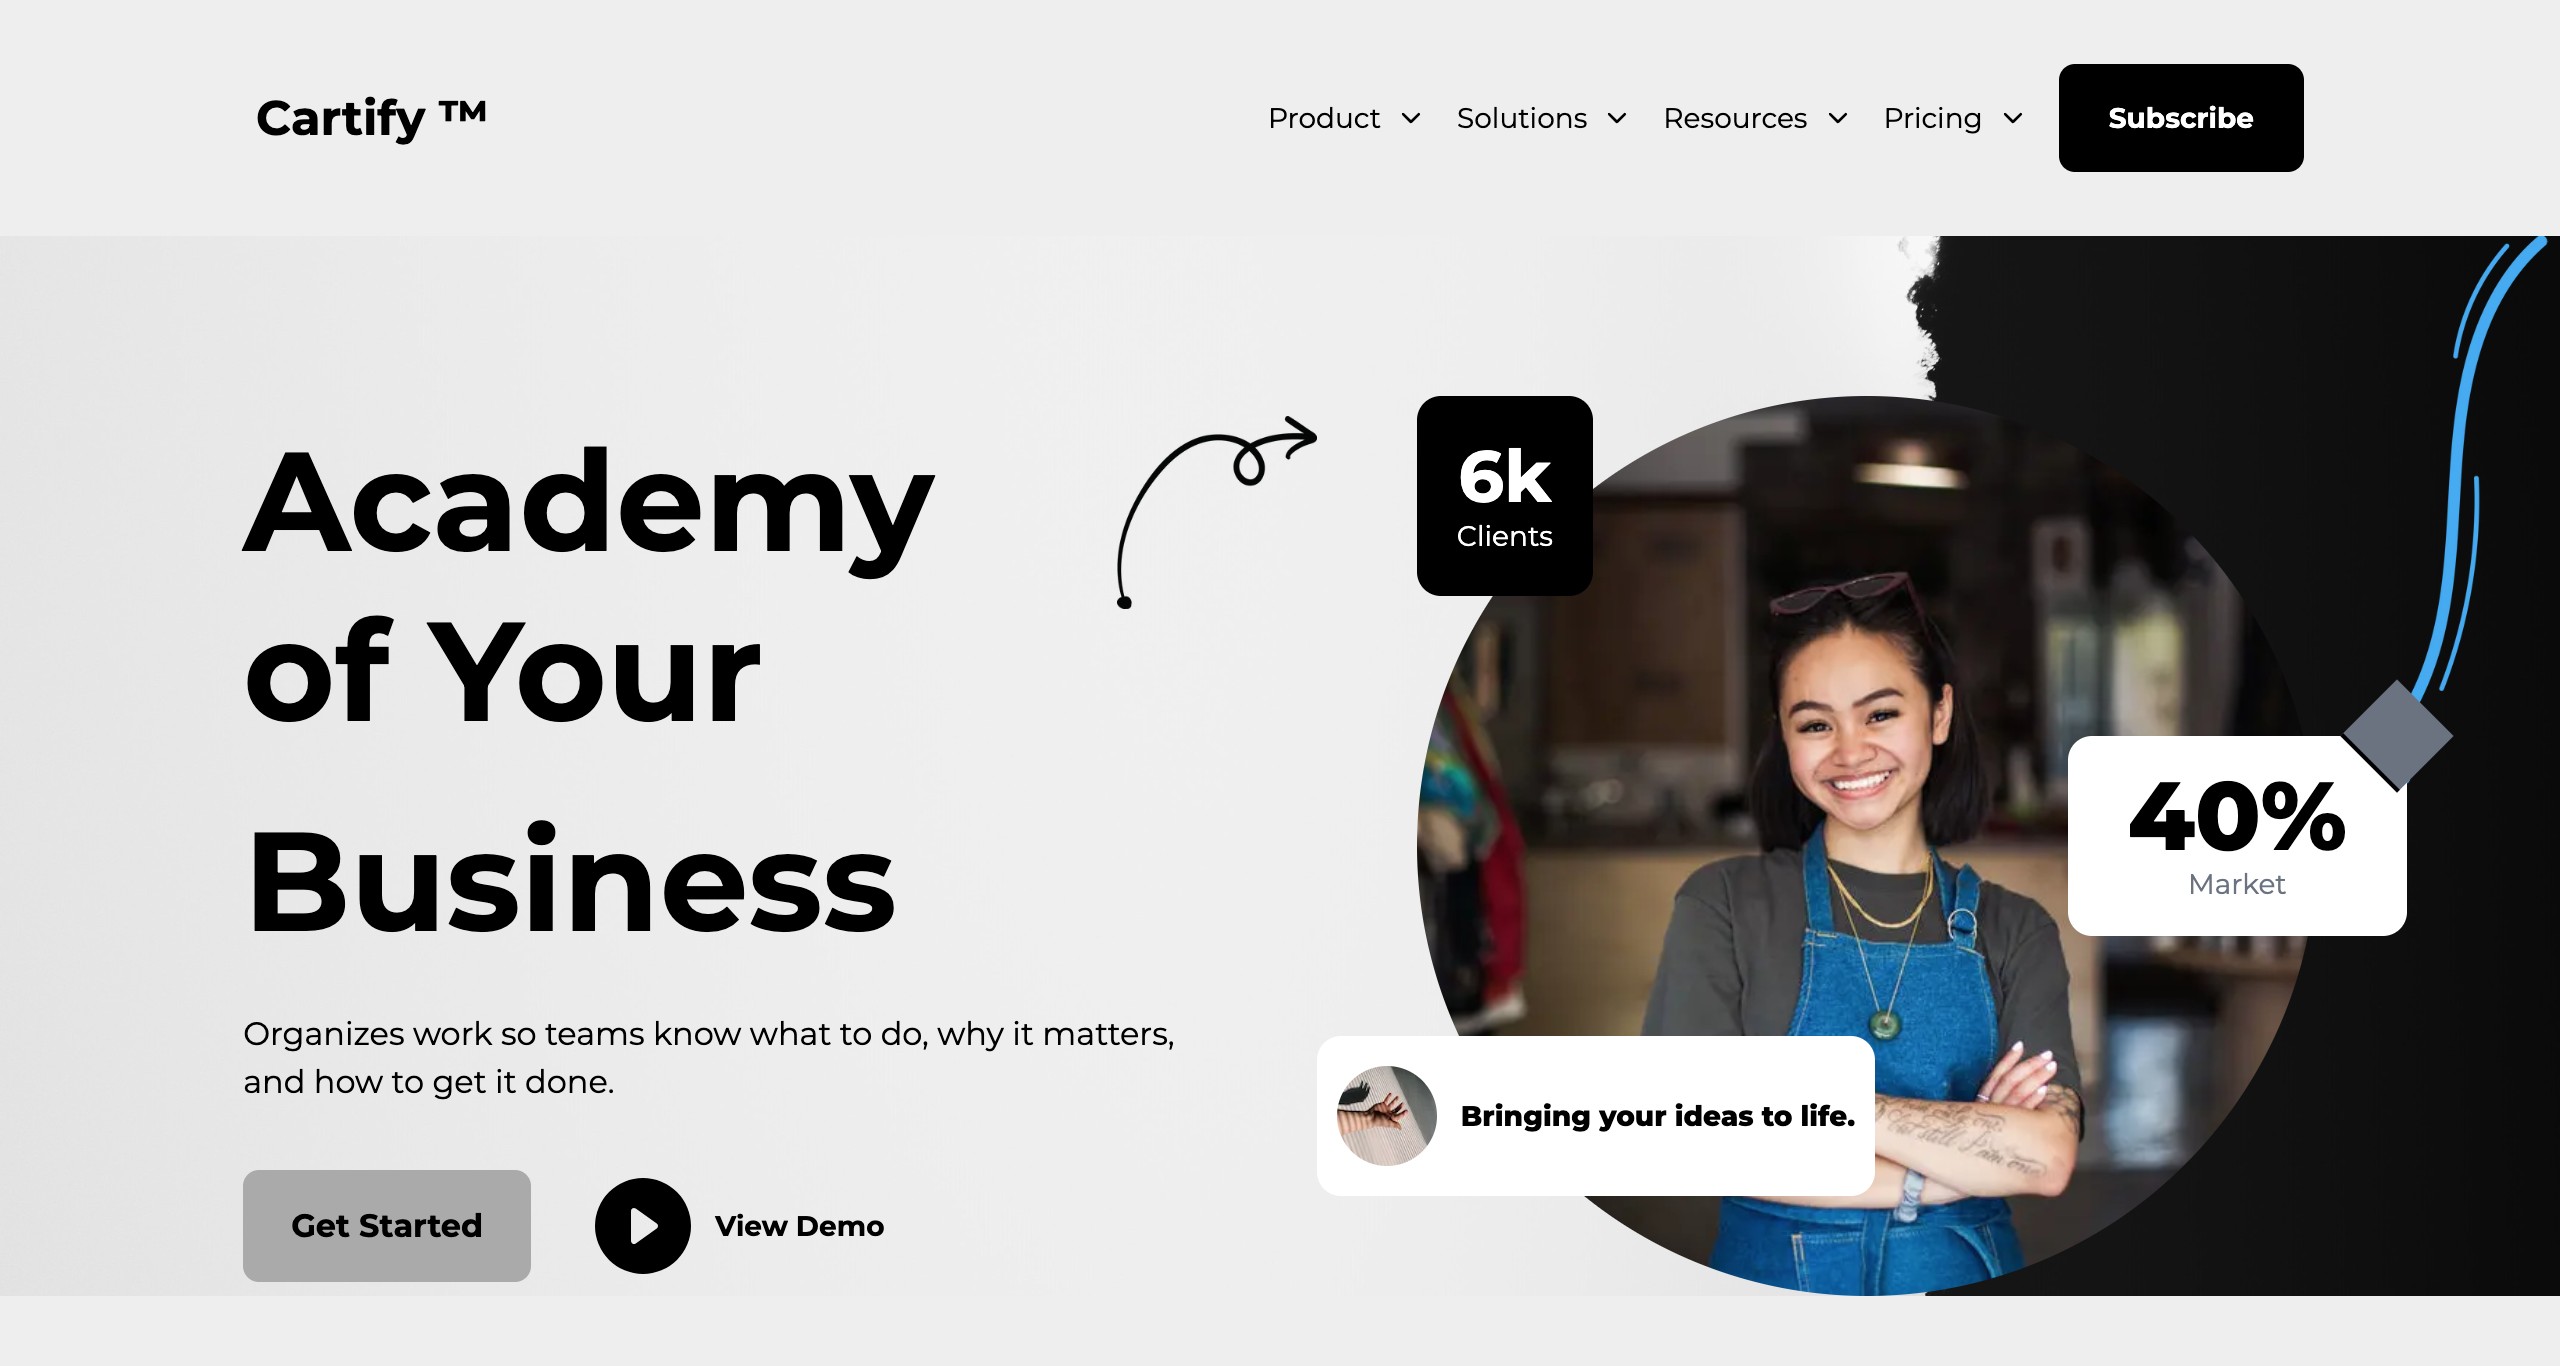 Cartify ™
Product
Solutions
Resources
Pricing
Subscribe
Academy
of Your
Business
Organizes work so teams know what to do, why it matters,
and how to get it done.
Get Started
View Demo
6k
Clients
40%
Market
Bringing your ideas to life.